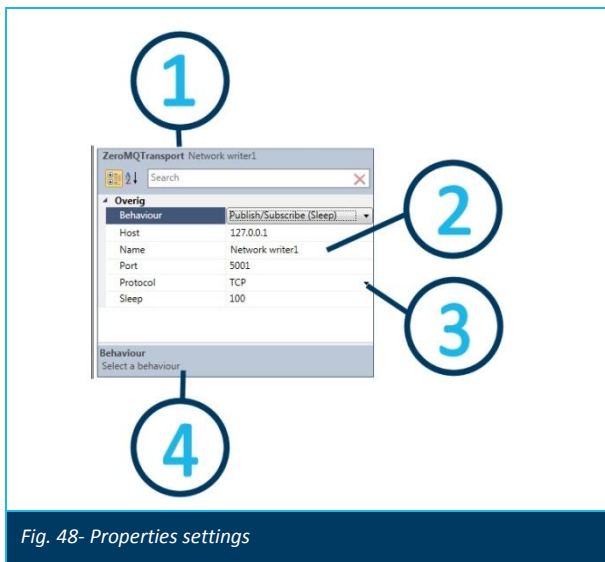 1
ZeroMQTransport Network writer1
Search
Overig
Behaviour Publish/Subscribe (Sleep)
Host 127.0.0.1
Name Network writer1
2
Port 5001
Protocol TCP
3
Sleep 100
Behaviour
Select a behaviour
4
Fig. 48- Properties settings